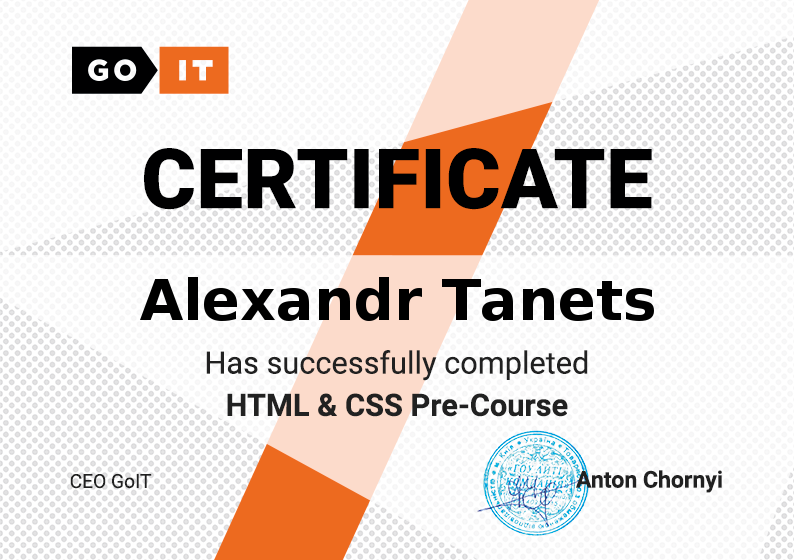 GO IT
CERTIFICATE
Alexandr Tanets
Has successfully completed
HTML & CSS Pre-Course
CEO GoIT
Anton Chornyi